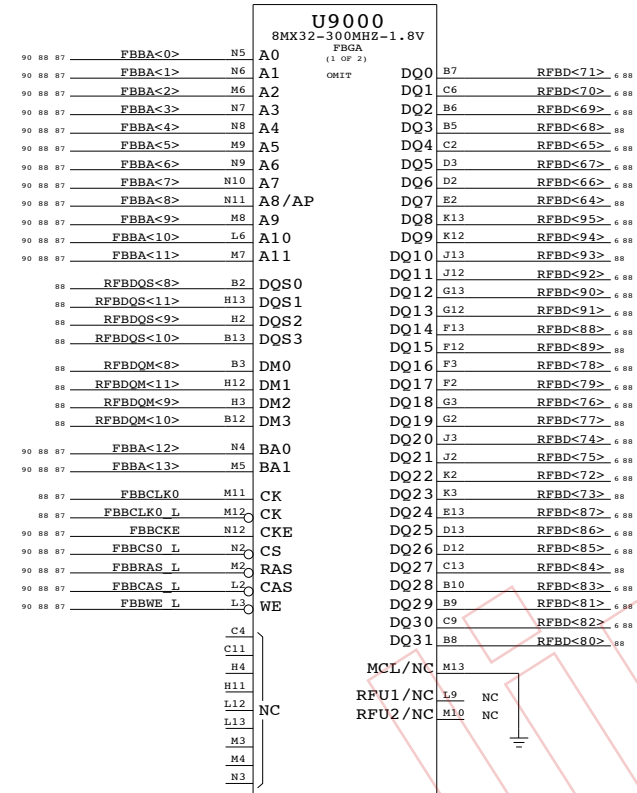 U9000
8MX32-300MHZ-1.8V
FBGA
(1 OF 2)
OMIT
90 88 87 FBBA<0> N5 A0
90 88 87 FBBA<1> N6 A1
90 88 87 FBBA<2> M6 A2
90 88 87 FBBA<3> N7 A3
90 88 87 FBBA<4> N8 A4
90 88 87 FBBA<5> M9 A5
90 88 87 FBBA<6> N9 A6
90 88 87 FBBA<7> N10 A7
90 88 87 FBBA<8> N11 A8/AP
90 88 87 FBBA<9> M8 A9
90 88 87 FBBA<10> L6 A10
90 88 87 FBBA<11> M7 A11
88 RFBDQS<8> B2 DQS0
88 RFBDQS<11> H13 DQS1
88 RFBDQS<9> H2 DQS2
88 RFBDQS<10> B13 DQS3
88 RFBDQM<8> B3 DM0
88 RFBDQM<11> H12 DM1
88 RFBDQM<9> H3 DM2
88 RFBDQM<10> B12 DM3
90 88 87 FBBA<12> N4 BA0
90 88 87 FBBA<13> M5 BA1
88 87 FBBCLK0 M11 CK
88 87 FBBCLK0_L M12 CK
90 88 87 FBBCKE N12 CKE
90 88 87 FBBCS0_L N2 CS
90 88 87 FBBRAS_L M2 RAS
90 88 87 FBBCAS_L L2 CAS
90 88 87 FBBWE_L L3 WE
C4
C11
H4
H11
L12 NC
L13
M3
M4
N3
DQ0 B7 RFBD<71> 6 88
DQ1 C6 RFBD<70> 6 88
DQ2 B6 RFBD<69> 6 88
DQ3 B5 RFBD<68> 88
DQ4 C2 RFBD<65> 6 88
DQ5 D3 RFBD<67> 6 88
DQ6 D2 RFBD<66> 6 88
DQ7 E2 RFBD<64> 88
DQ8 K13 RFBD<95> 6 88
DQ9 K12 RFBD<94> 6 88
DQ10 J13 RFBD<93> 88
DQ11 J12 RFBD<92> 6 88
DQ12 G13 RFBD<90> 6 88
DQ13 G12 RFBD<91> 6 88
DQ14 F13 RFBD<88> 6 88
DQ15 F12 RFBD<89> 88
DQ16 F3 RFBD<78> 6 88
DQ17 F2 RFBD<79> 6 88
DQ18 G3 RFBD<76> 6 88
DQ19 G2 RFBD<77> 88
DQ20 J3 RFBD<74> 6 88
DQ21 J2 RFBD<75> 6 88
DQ22 K2 RFBD<72> 6 88
DQ23 K3 RFBD<73> 88
DQ24 E13 RFBD<87> 6 88
DQ25 D13 RFBD<86> 6 88
DQ26 D12 RFBD<85> 6 88
DQ27 C13 RFBD<84> 88
DQ28 B10 RFBD<83> 6 88
DQ29 B9 RFBD<81> 6 88
DQ30 C9 RFBD<82> 6 88
DQ31 B8 RFBD<80> 88
MCL/NC M13
RFU1/NC L9 NC
RFU2/NC M10 NC